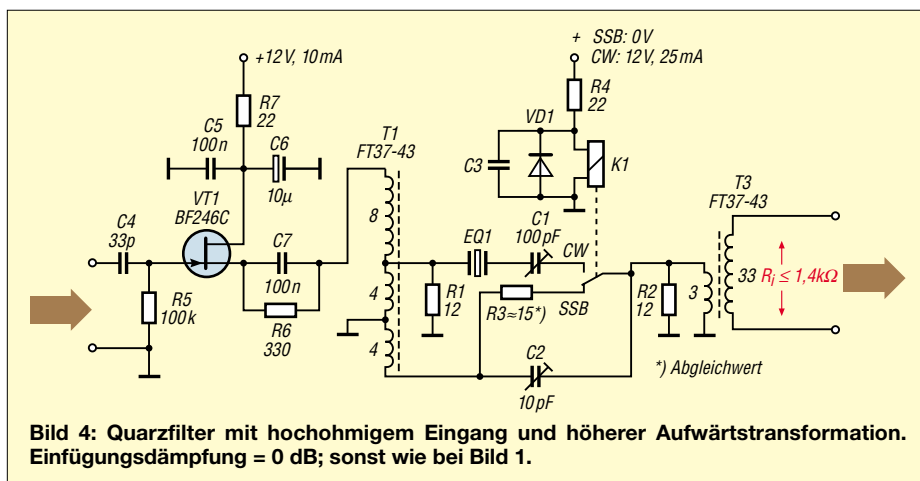 +12V, 10mA
+ SSB: 0V
CW: 12V, 25mA
R7
22
R4
22
C5
100n
C6
10µ
VD1
C3
K1
T1
FT37-43
T3
FT37-43
VT1
BF246C
C4
33p
C7
100n
8
EQ1
C1
100pF
CW
R5
100k
R6
330
4
R1
12
R3≈15*)
SSB
R2
12
3
33
Ri ≤ 1,4kΩ
4
C2
10pF
*) Abgleichwert
Bild 4: Quarzfilter mit hochohmigem Eingang und höherer Aufwärtstransformation.
Einfügungsdämpfung = 0 dB; sonst wie bei Bild 1.